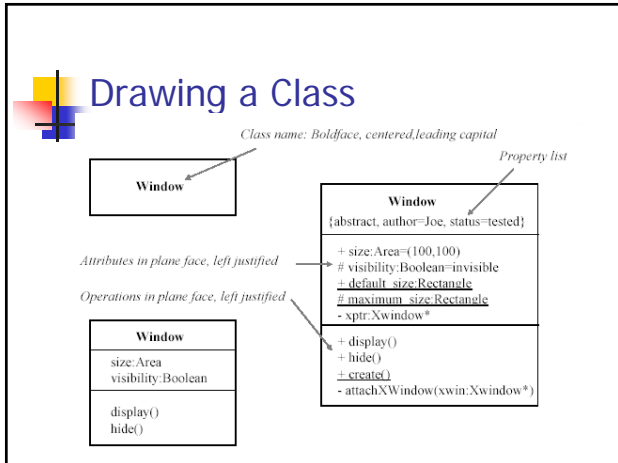 Drawing a Class
Class name: Boldface, centered,leading capital
Property list
Window
Window
{abstract, author=Joe, status=tested}
Attributes in plane face, left justified
+ size:Area=(100,100)
# visibility:Boolean=invisible
+ default_size:Rectangle
# maximum_size:Rectangle
- xptr:Xwindow*
Operations in plane face, left justified
+ display()
+ hide()
+ create()
- attachXWindow(xwin:Xwindow*)
Window
size:Area
visibility:Boolean
display()
hide()